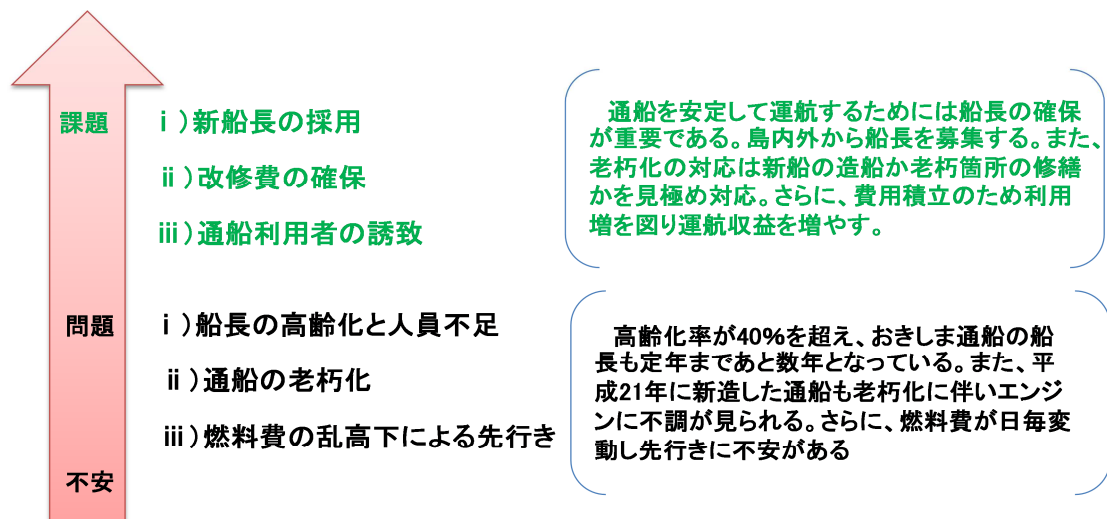 課題
ⅰ)新船長の採用
ⅱ)改修費の確保
ⅲ)通船利用者の誘致
通船を安定して運航するためには船長の確保
が重要である。島内外から船長を募集する。また、
老朽化の対応は新船の造船か老朽箇所の修繕
かを見極め対応。さらに、費用積立のため利用
増を図り運航収益を増やす。
問題
ⅰ)船長の高齢化と人員不足
ⅱ)通船の老朽化
ⅲ)燃料費の乱高下による先行き
不安
高齢化率が40%を超え、おきしま通船の船
長も定年まであと数年となっている。また、平
成21年に新造した通船も老朽化に伴いエンジ
ンに不調が見られる。さらに、燃料費が日毎変
動し先行きに不安がある